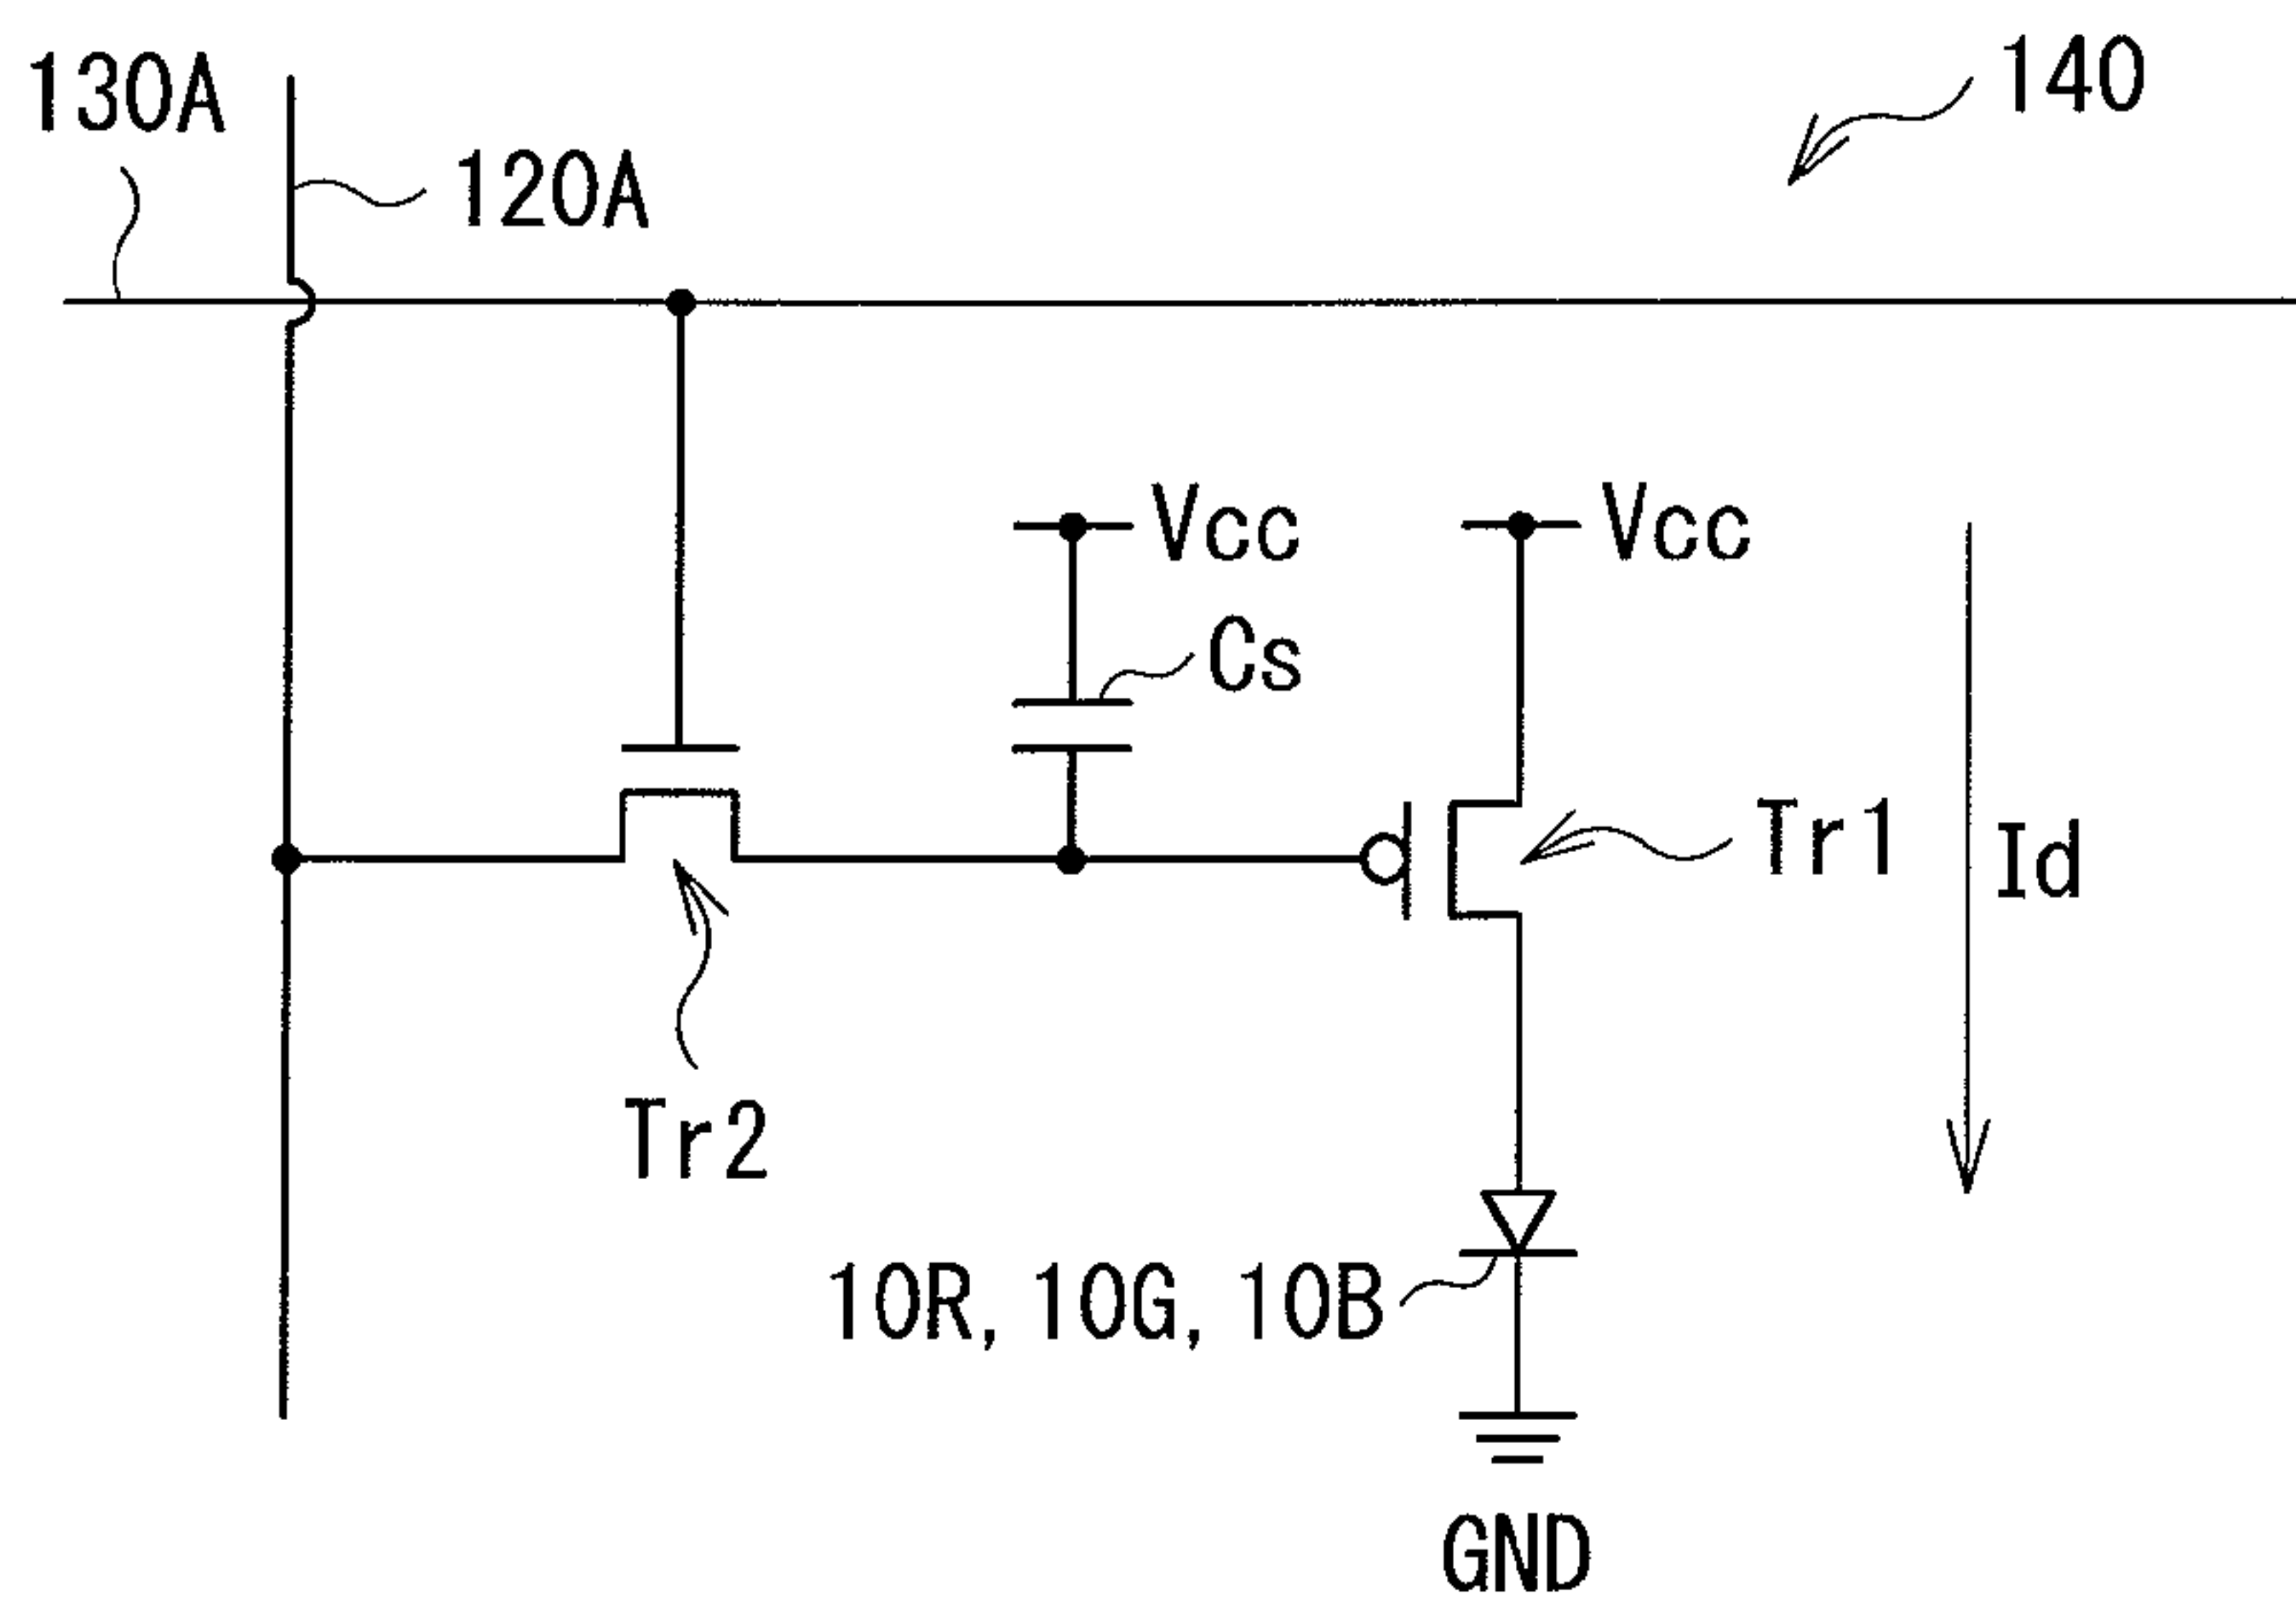 130A
140
120A
Vcc
Vcc
Cs
Tr1
Id
Tr2
10R, 10G, 10B
GND